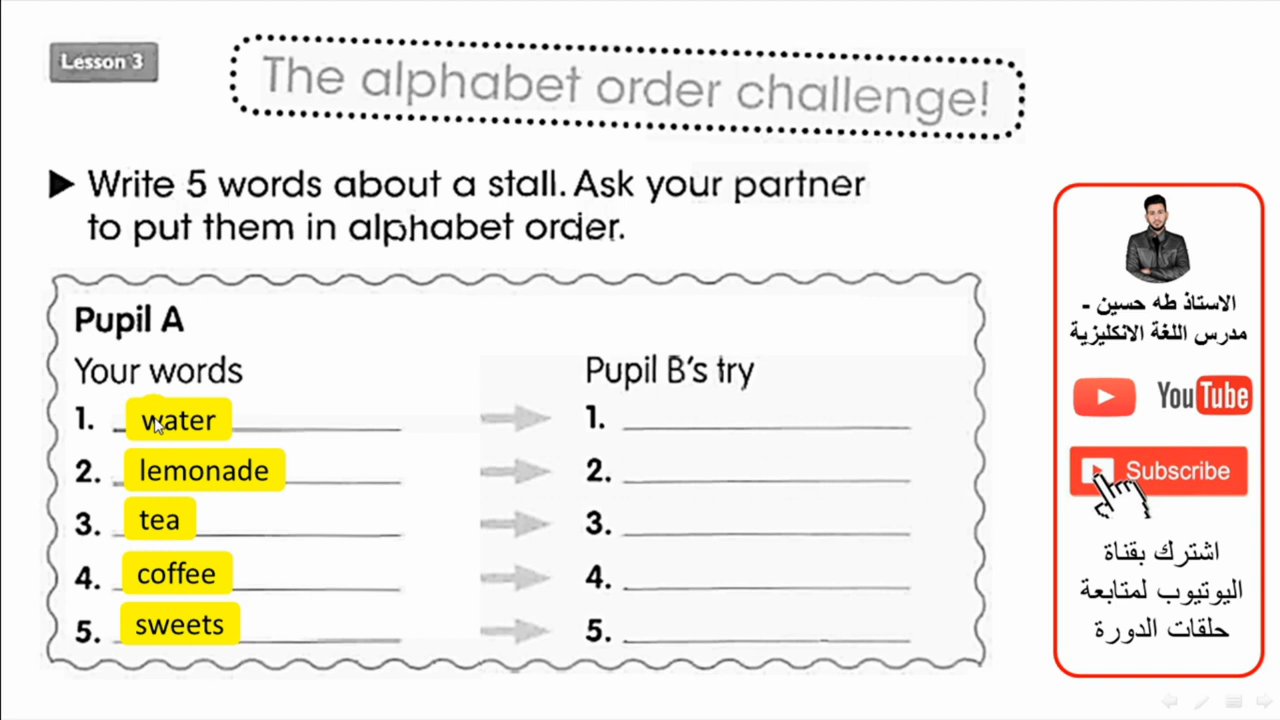 Lesson 3
The alphabet order challenge!
Write 5 words about a stall. Ask your partner
to put them in alphabet order.
Pupil A
Your words
Pupil B's try
1. water
1.
2. lemonade
2.
3. tea
3.
4. coffee
4.
5. sweets
5.
الاستاذ طه حسين -
مدرس اللغة الانكليزية
YouTube
Subscribe
اشترك بقناة
اليوتيوب لمتابعة
حلقات الدورة